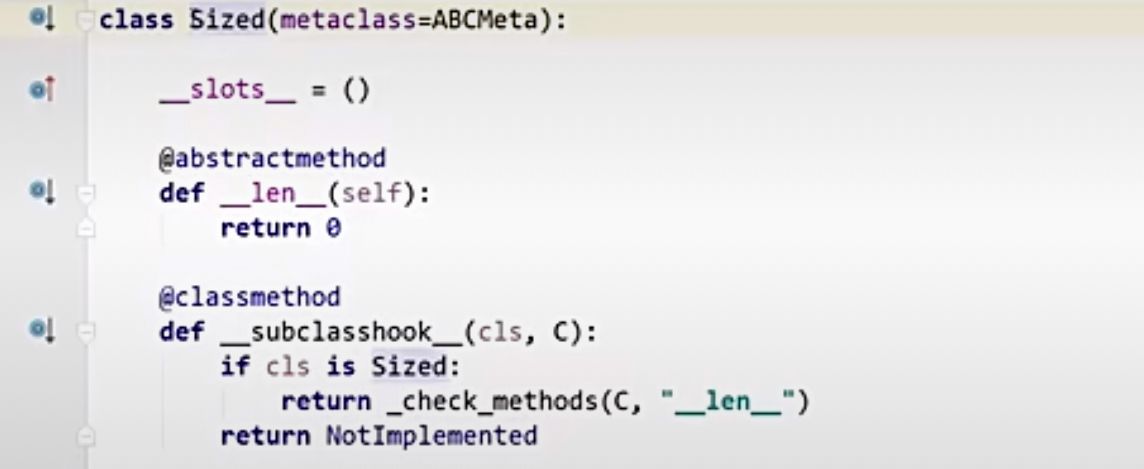 class Sized(metaclass=ABCMeta):
__slots__ = ()
@abstractmethod
def __len__(self):
return 0
@classmethod
def __subclasshook__(cls, C):
if cls is Sized:
return _check_methods(C, "__len__")
return NotImplemented